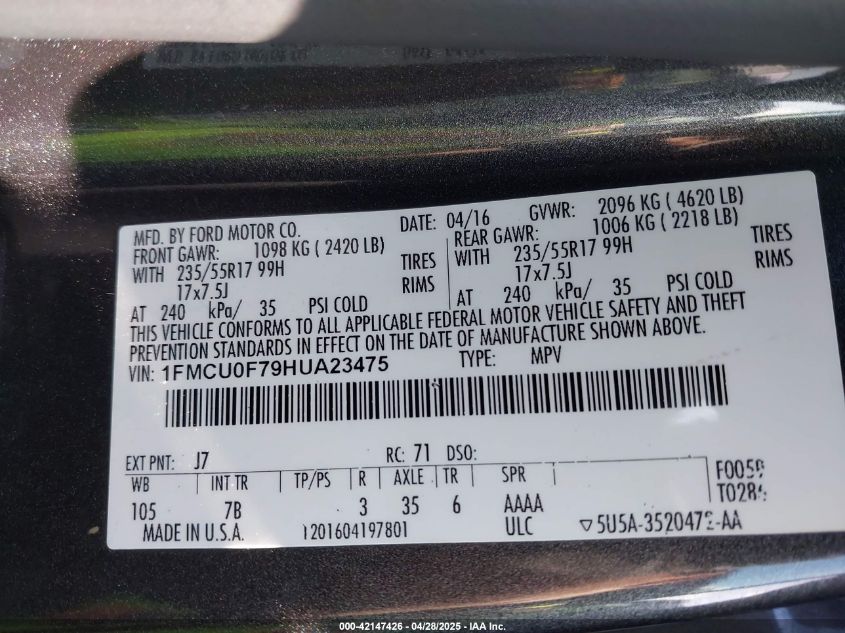 MFD. BY FORD MOTOR CO. DATE: 04/16 GVWR: 2096 KG ( 4620 LB)
FRONT GAWR: 1098 KG ( 2420 LB) REAR GAWR: 1006 KG ( 2218 LB)
WITH 235/55R17 99H TIRES WITH 235/55R17 99H TIRES
17x7.5J RIMS 17x7.5J RIMS
AT 240 kPa/ 35 PSI COLD AT 240 kPa/ 35 PSI COLD
THIS VEHICLE CONFORMS TO ALL APPLICABLE FEDERAL MOTOR VEHICLE SAFETY AND THEFT
PREVENTION STANDARDS IN EFFECT ON THE DATE OF MANUFACTURE SHOWN ABOVE.
VIN: 1FMCU0F79HUA23475 TYPE: MPV
EXT PNT: J7 RC: 71 DSO:
WB INT TR TP/PS R AXLE TR SPR F0059
105 7B 3 35 6 AAAA
MADE IN U.S.A. 1201604197801 ULC 5U5A-3520472-AA
000-42147426 - 04/28/2025 - IAA Inc.